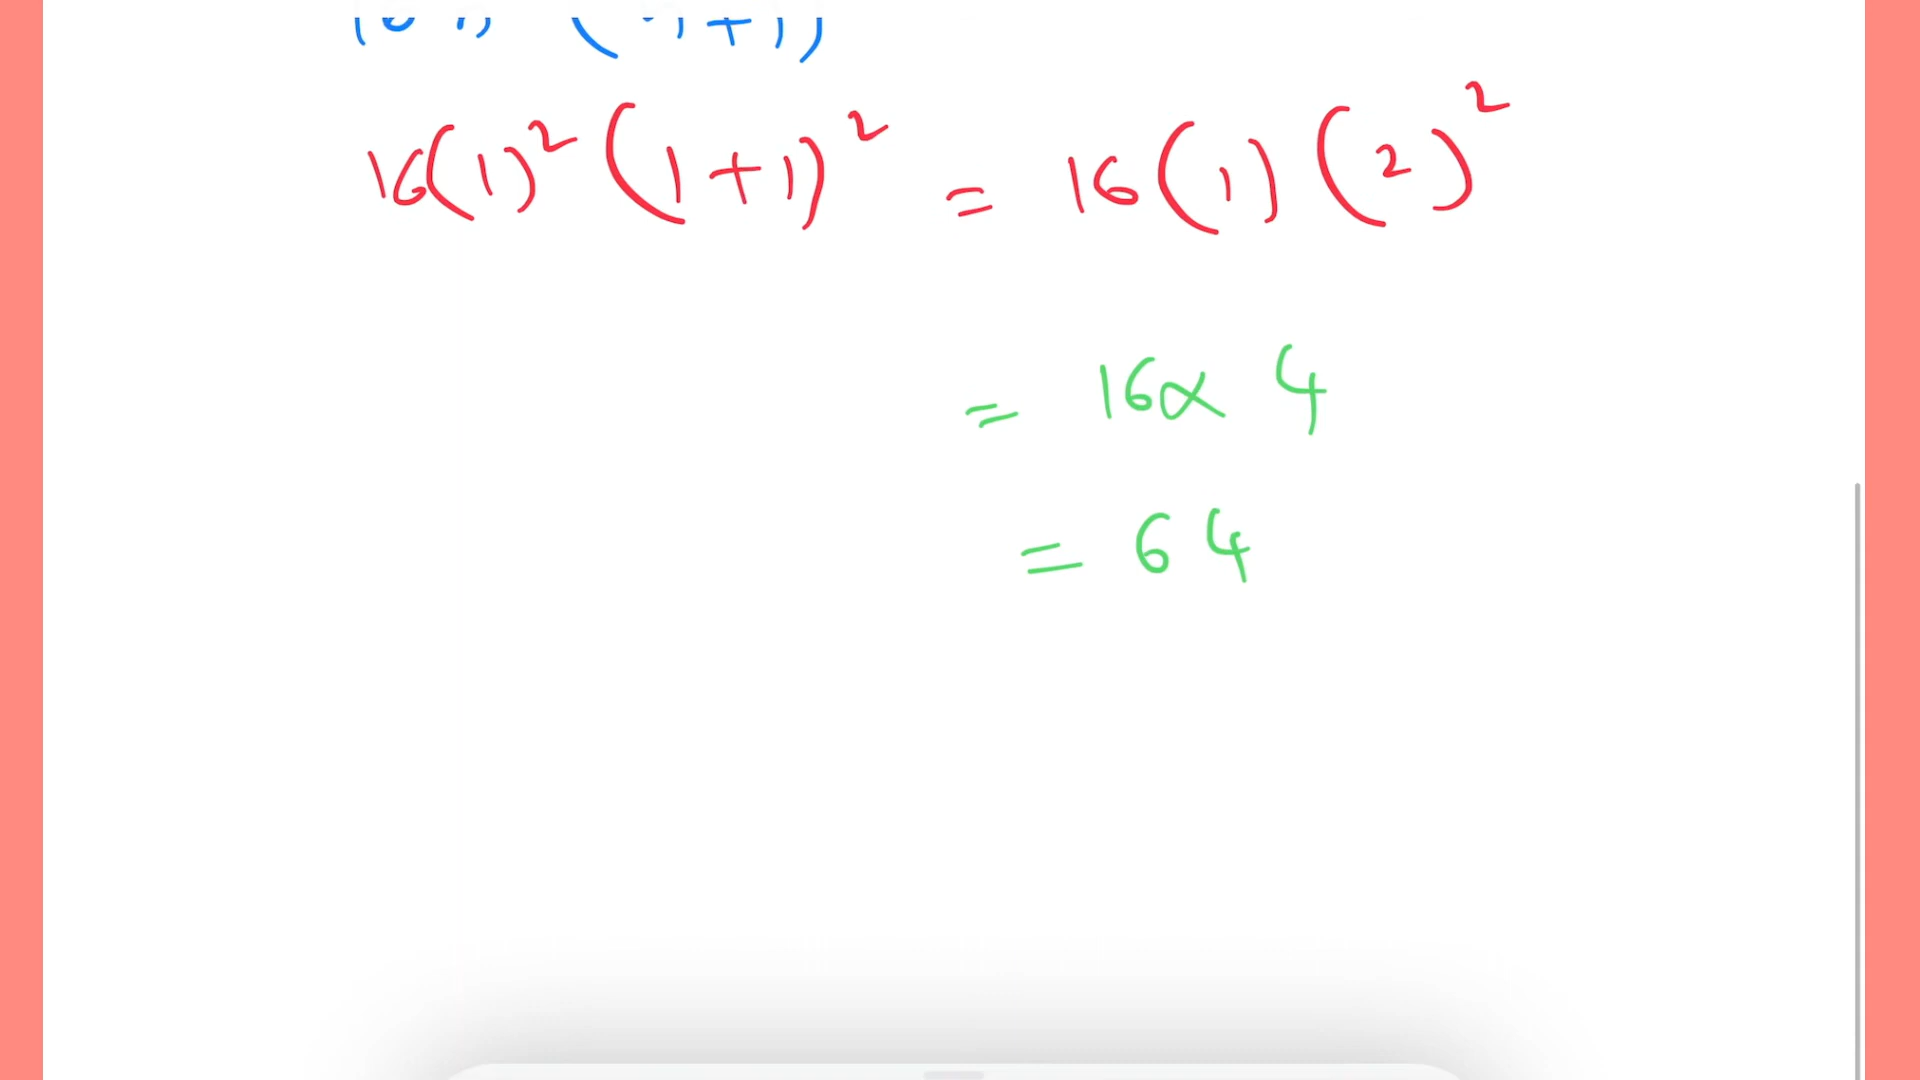 16(1)² (1+1)² = 16(1)(2)²
= 16 × 4
= 64